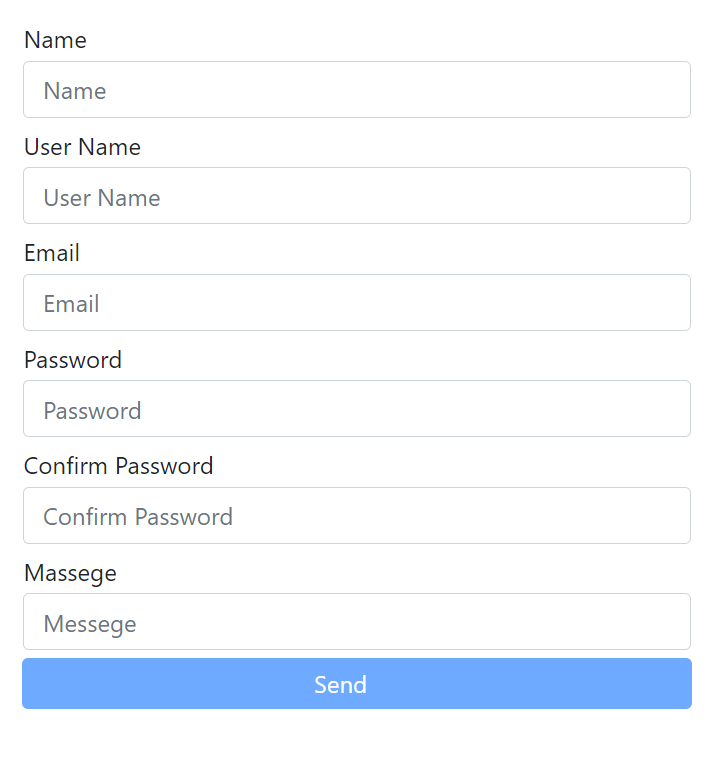 Name
Name
User Name
User Name
Email
Email
Password
Password
Confirm Password
Confirm Password
Massege
Messege
Send